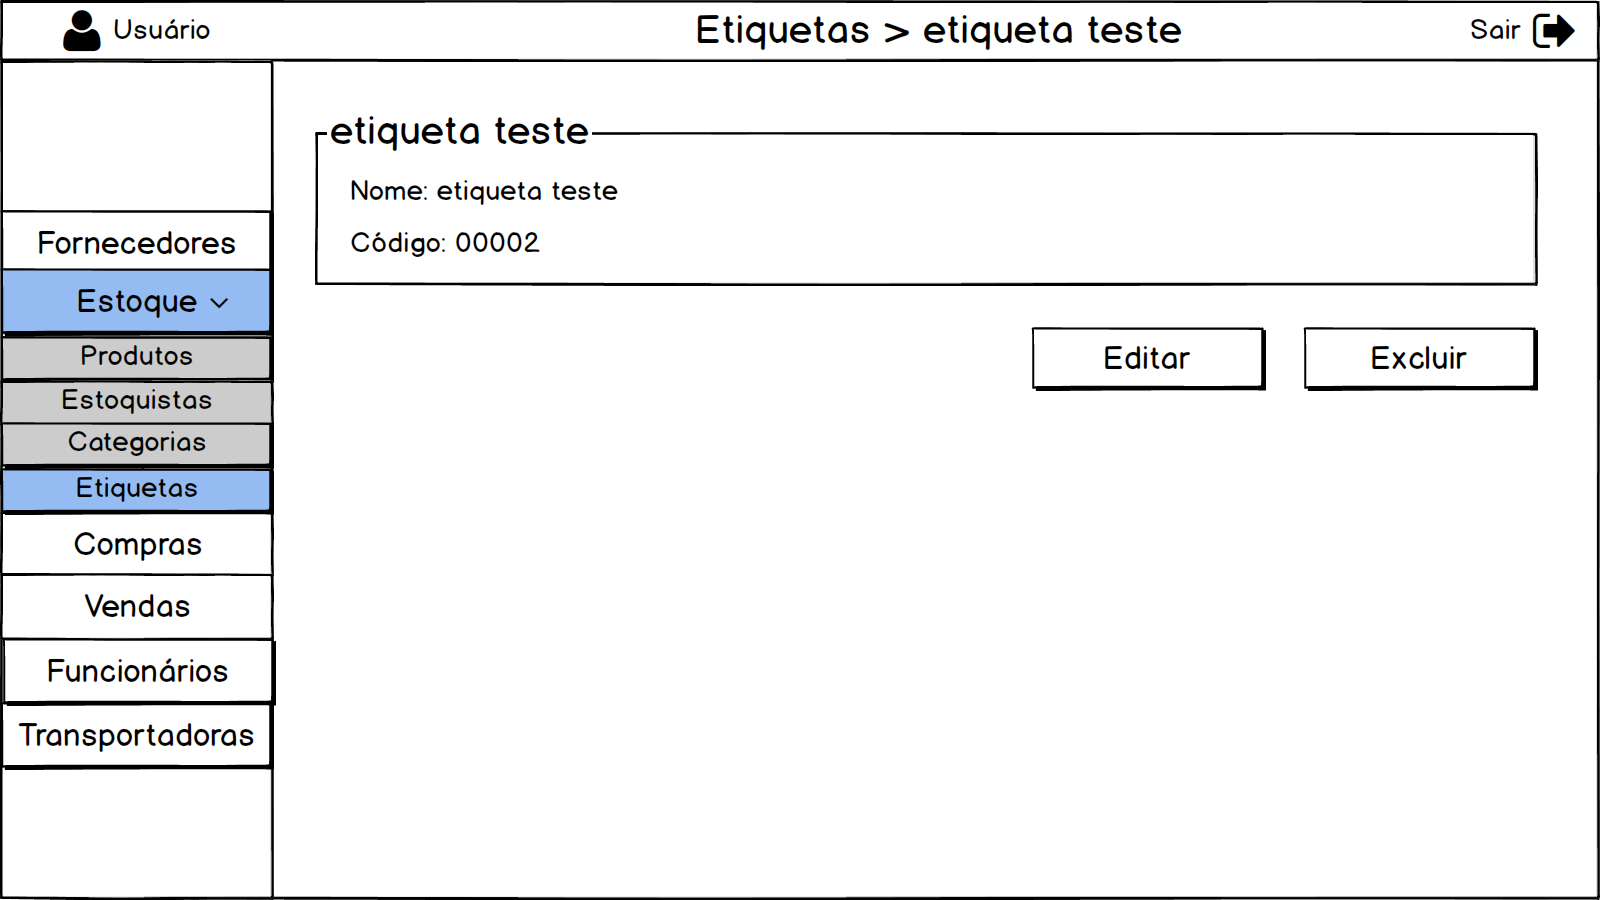 Usuário
Etiquetas > etiqueta teste
Sair
Fornecedores
Estoque
Produtos
Estoquistas
Categorias
Etiquetas
Compras
Vendas
Funcionários
Transportadoras
etiqueta teste
Nome: etiqueta teste
Código: 00002
Editar
Excluir